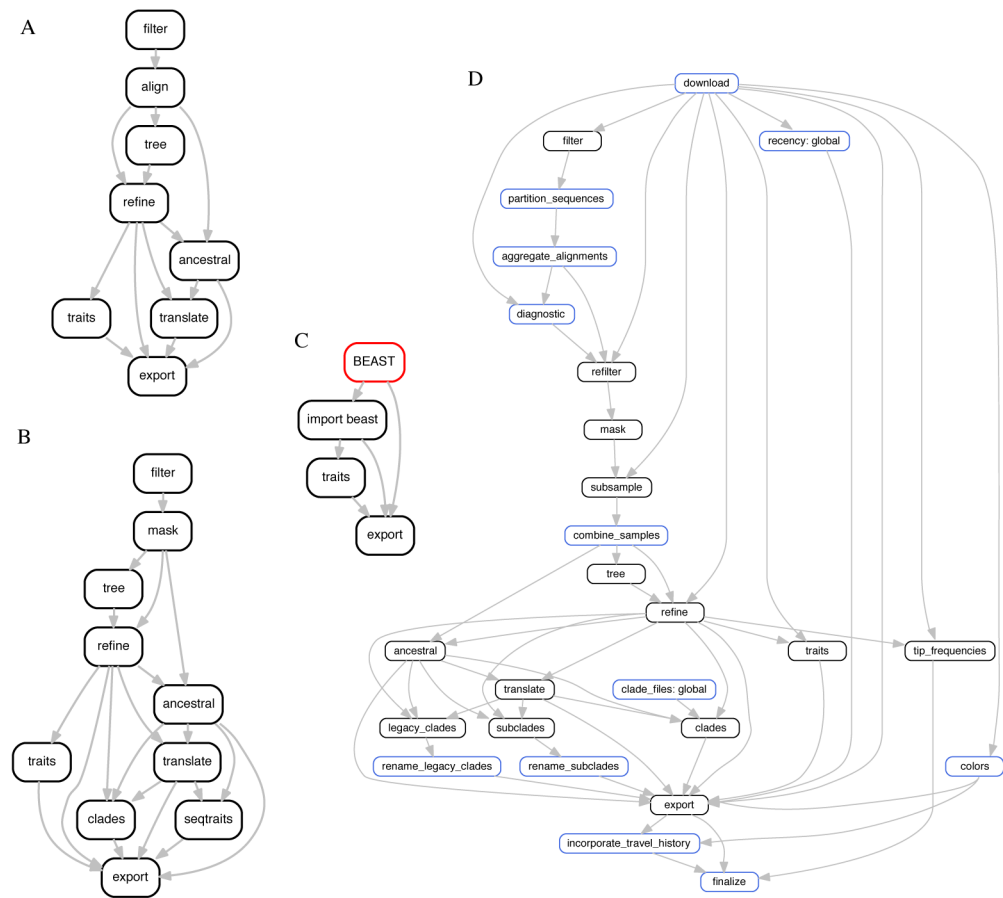 A
filter
align
tree
refine
ancestral
traits
translate
export
B
filter
mask
tree
refine
ancestral
traits
translate
clades
seqtraits
export
C
BEAST
import beast
traits
export
D
download
filter
recency: global
partition_sequences
aggregate_alignments
diagnostic
refilter
mask
subsample
combine_samples
tree
refine
ancestral
traits
tip_frequencies
translate
clade_files: global
legacy_clades
subclades
clades
rename_legacy_clades
rename_subclades
colors
export
incorporate_travel_history
finalize